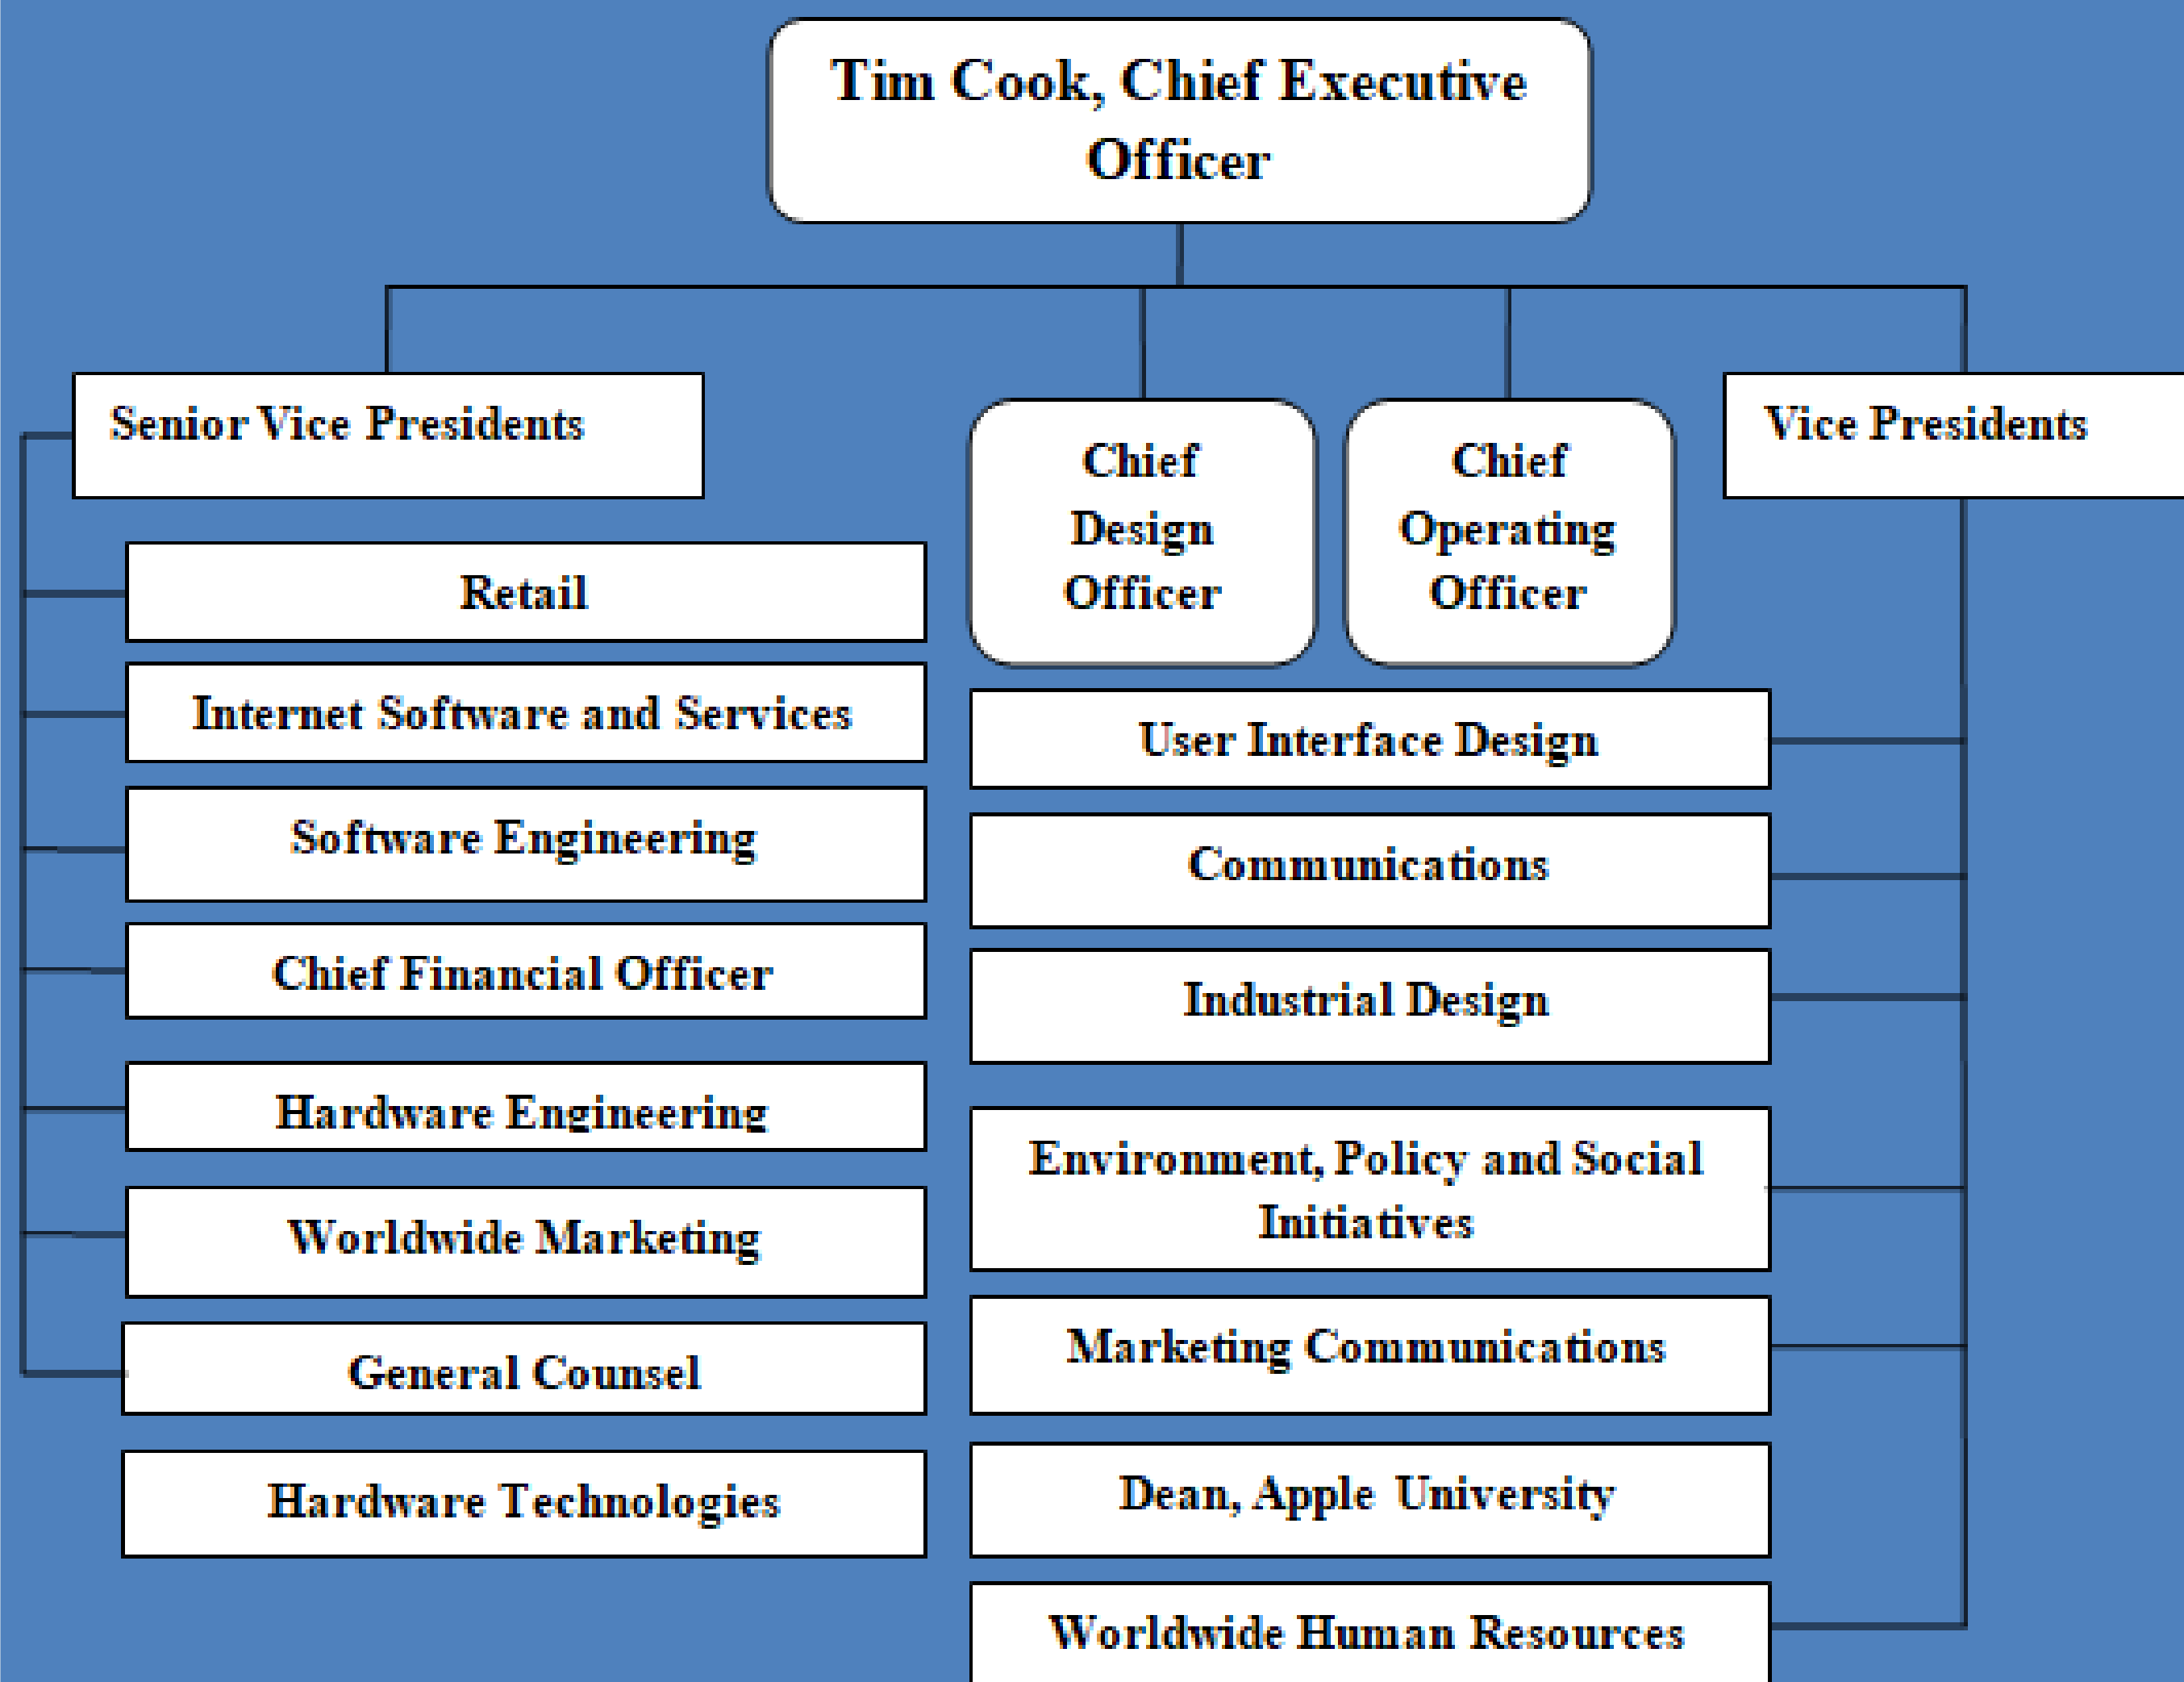 Tim Cook, Chief Executive
Officer
Senior Vice Presidents
Chief
Design
Officer
Chief
Operating
Officer
Vice Presidents
Retail
Internet Software and Services
Software Engineering
Chief Financial Officer
Hardware Engineering
Worldwide Marketing
General Counsel
Hardware Technologies
User Interface Design
Communications
Industrial Design
Environment, Policy and Social
Initiatives
Marketing Communications
Dean, Apple University
Worldwide Human Resources